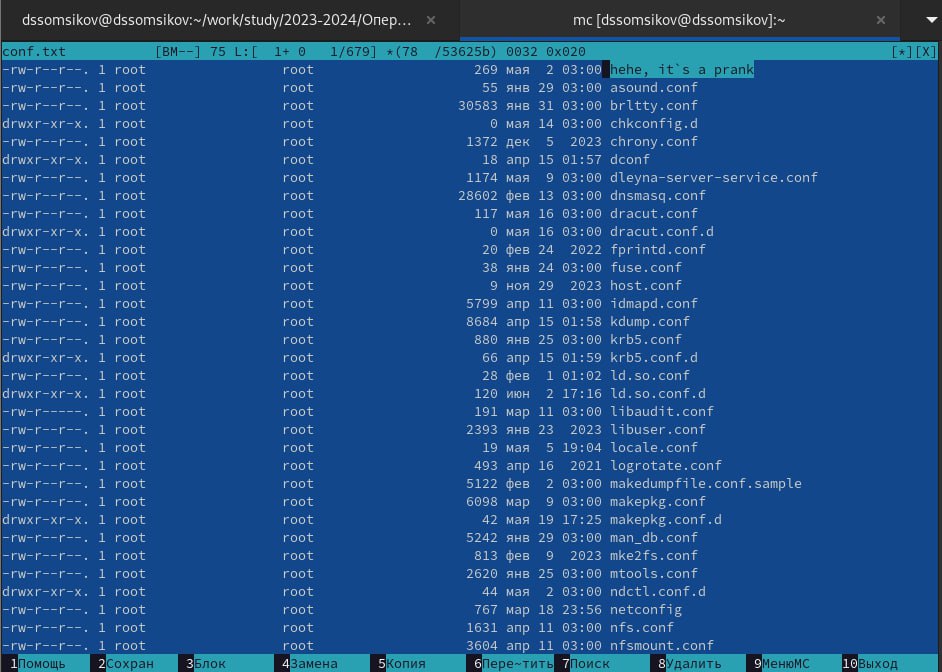 dssomsikov@dssomsikov:~/work/study/2023-2024/Опер... × mc [dssomsikov@dssomsikov]:~ ×
conf.txt [BM--] 75 L:[ 1+ 0 1/679] *(78 /53625b) 0032 0x020 [*][X]
-rw-r--r--. 1 root root 269 мая 2 03:00 hehe, it`s a prank
-rw-r--r--. 1 root root 55 янв 29 03:00 asound.conf
-rw-r--r--. 1 root root 30583 янв 31 03:00 brltty.conf
drwxr-xr-x. 1 root root 0 мая 14 03:00 chkconfig.d
-rw-r--r--. 1 root root 1372 дек 5 2023 chrony.conf
drwxr-xr-x. 1 root root 18 апр 15 01:57 dconf
-rw-r--r--. 1 root root 1174 мая 9 03:00 dleyna-server-service.conf
-rw-r--r--. 1 root root 28602 фев 13 03:00 dnsmasq.conf
-rw-r--r--. 1 root root 117 мая 16 03:00 dracut.conf
drwxr-xr-x. 1 root root 0 мая 16 03:00 dracut.conf.d
-rw-r--r--. 1 root root 20 фев 24 2022 fprintd.conf
-rw-r--r--. 1 root root 38 янв 24 03:00 fuse.conf
-rw-r--r--. 1 root root 9 ноя 29 2023 host.conf
-rw-r--r--. 1 root root 5799 апр 11 03:00 idmapd.conf
-rw-r--r--. 1 root root 8684 апр 15 01:58 kdump.conf
-rw-r--r--. 1 root root 880 янв 25 03:00 krb5.conf
drwxr-xr-x. 1 root root 66 апр 15 01:59 krb5.conf.d
-rw-r--r--. 1 root root 28 фев 1 01:02 ld.so.conf
drwxr-xr-x. 1 root root 120 июн 2 17:16 ld.so.conf.d
-rw-r-----. 1 root root 191 мар 11 03:00 libaudit.conf
-rw-r--r--. 1 root root 2393 янв 23 2023 libuser.conf
-rw-r--r--. 1 root root 19 мая 5 19:04 locale.conf
-rw-r--r--. 1 root root 493 апр 16 2021 logrotate.conf
-rw-r--r--. 1 root root 5122 фев 2 03:00 makedumpfile.conf.sample
-rw-r--r--. 1 root root 6098 мар 9 03:00 makepkg.conf
drwxr-xr-x. 1 root root 42 мая 19 17:25 makepkg.conf.d
-rw-r--r--. 1 root root 5242 янв 29 03:00 man_db.conf
-rw-r--r--. 1 root root 813 фев 9 2023 mke2fs.conf
-rw-r--r--. 1 root root 2620 янв 25 03:00 mtools.conf
drwxr-xr-x. 1 root root 44 мая 2 03:00 ndctl.conf.d
-rw-r--r--. 1 root root 767 мар 18 23:56 netconfig
-rw-r--r--. 1 root root 1631 апр 11 03:00 nfs.conf
-rw-r--r--. 1 root root 3604 апр 11 03:00 nfsmount.conf
1Помощь 2Сохран 3Блок 4Замена 5Копия 6Пере~тить 7Поиск 8Удалить 9МенюMC 10Выход